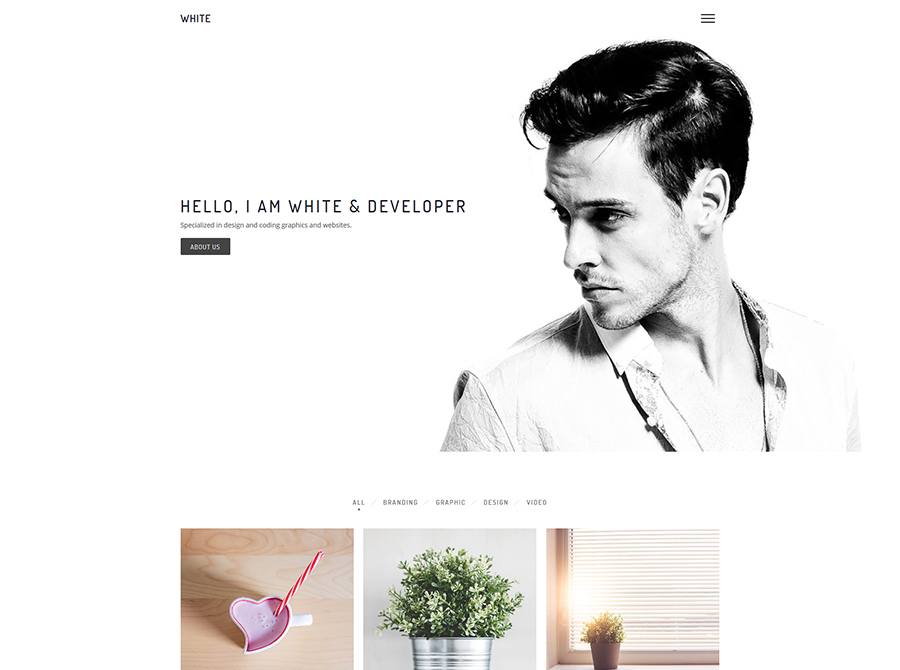 WHITE
HELLO, I AM WHITE & DEVELOPER
Specialized in design and coding graphics and websites.
ABOUT US
ALL / BRANDING / GRAPHIC / DESIGN / VIDEO